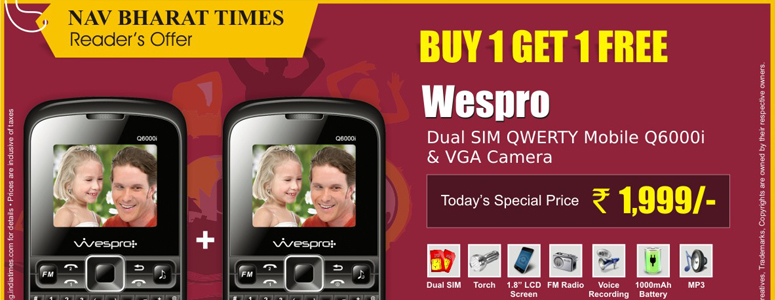 NAV BHARAT TIMES
Reader's Offer
BUY 1 GET 1 FREE
Wespro
Dual SIM QWERTY Mobile Q6000i
& VGA Camera
Today's Special Price ₹ 1,999/-
Q6000i
Wespro
FM
+
Q6000i
Wespro
FM
Dual SIM
Torch
1.8" LCD
Screen
FM Radio
Voice
Recording
1000mAh
Battery
MP3
.indiatimes.com for details • Prices are inclusive of taxes
Trademarks, Copyrights are owned by their respective owners.